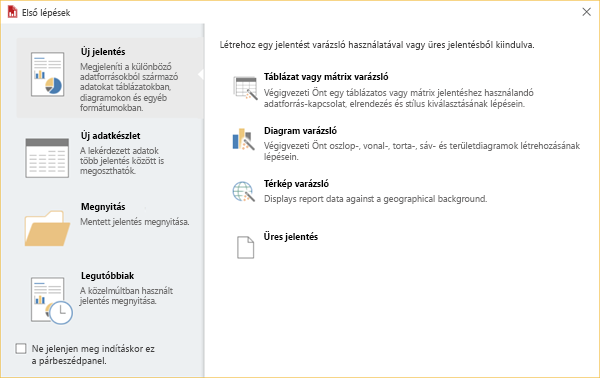 Első lépések
Új jelentés
Megjeleníti a különböző
adatforrásokból származó
adatokat táblázatokban,
diagramokon és egyéb
formátumokban.
Új adatkészlet
A lekérdezett adatok
több jelentés között is
megoszthatók.
Megnyitás
Mentett jelentés megnyitása.
Legutóbbiak
A közelmúltban használt
jelentés megnyitása.
Ne jelenjen meg indításkor ez
a párbeszédpanel.
Létrehoz egy jelentést varázsló használatával vagy üres jelentésből kiindulva.
Táblázat vagy mátrix varázsló
Végigvezeti Önt egy táblázatos vagy mátrix jelentéshez használandó
adatforrás-kapcsolat, elrendezés és stílus kiválasztásának lépésein.
Diagram varázsló
Végigvezeti Önt oszlop-, vonal-, torta-, sáv- és területdiagramok létrehozásának
lépésein.
Térkép varázsló
Displays report data against a geographical background.
Üres jelentés